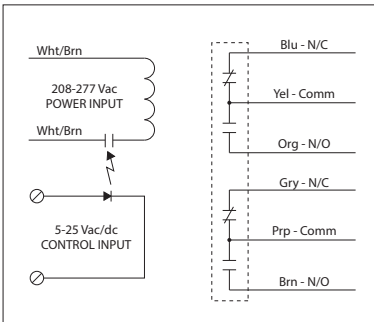 Wht/Brn
208-277 Vac
POWER INPUT
Wht/Brn
5-25 Vac/dc
CONTROL INPUT
Blu - N/C
Yel - Comm
Org - N/O
Gry - N/C
Prp - Comm
Brn - N/O